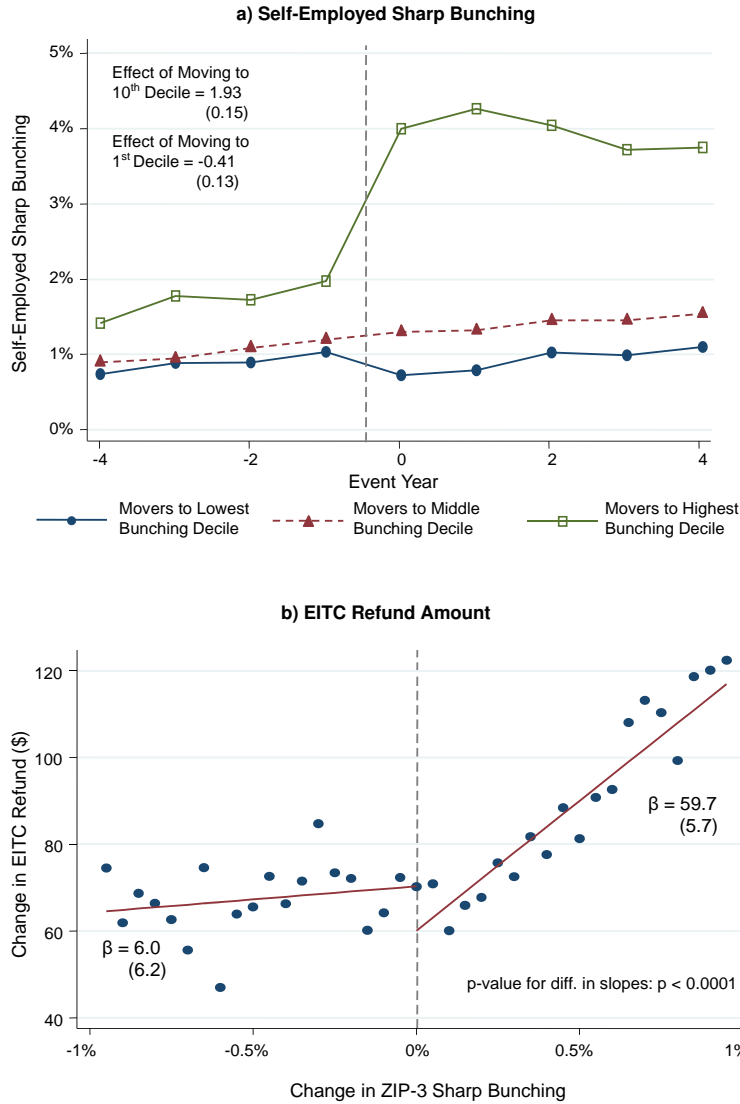 a) Self-Employed Sharp Bunching
Self-Employed Sharp Bunching
5%
4%
3%
2%
1%
0%
Effect of Moving to
10th Decile = 1.93
(0.15)
Effect of Moving to
1st Decile = -0.41
(0.13)
-4
-2
0
2
4
Event Year
Movers to Lowest
Bunching Decile
Movers to Middle
Bunching Decile
Movers to Highest
Bunching Decile
b) EITC Refund Amount
Change in EITC Refund ($)
120
100
80
60
40
β = 59.7
(5.7)
β = 6.0
(6.2)
p-value for diff. in slopes: p < 0.0001
-1%
-0.5%
0%
0.5%
1%
Change in ZIP-3 Sharp Bunching